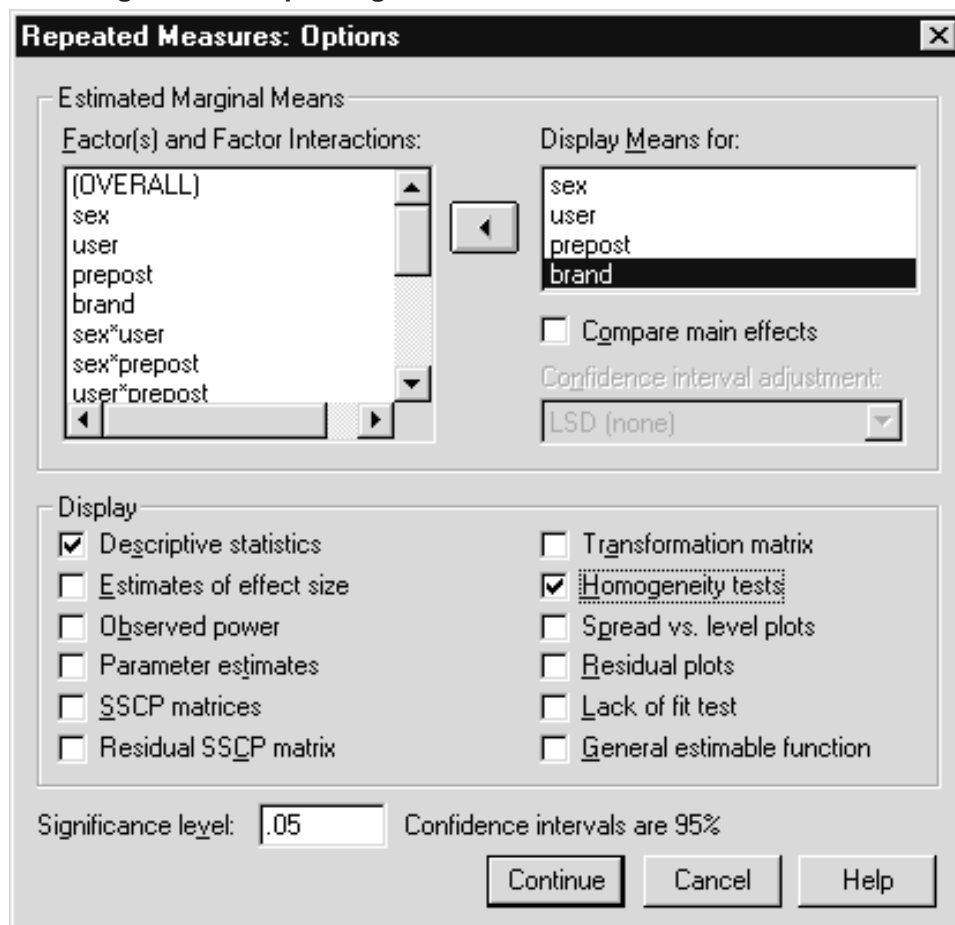 Repeated Measures: Options
Estimated Marginal Means
Factor(s) and Factor Interactions:
(OVERALL)
sex
user
prepost
brand
sex*user
sex*prepost
user*prepost
Display Means for:
sex
user
prepost
brand
Compare main effects
Confidence interval adjustment:
LSD (none)
Display
Descriptive statistics
Estimates of effect size
Observed power
Parameter estimates
SSCP matrices
Residual SSCP matrix
Transformation matrix
Homogeneity tests
Spread vs. level plots
Residual plots
Lack of fit test
General estimable function
Significance level: .05 Confidence intervals are 95%
Continue Cancel Help